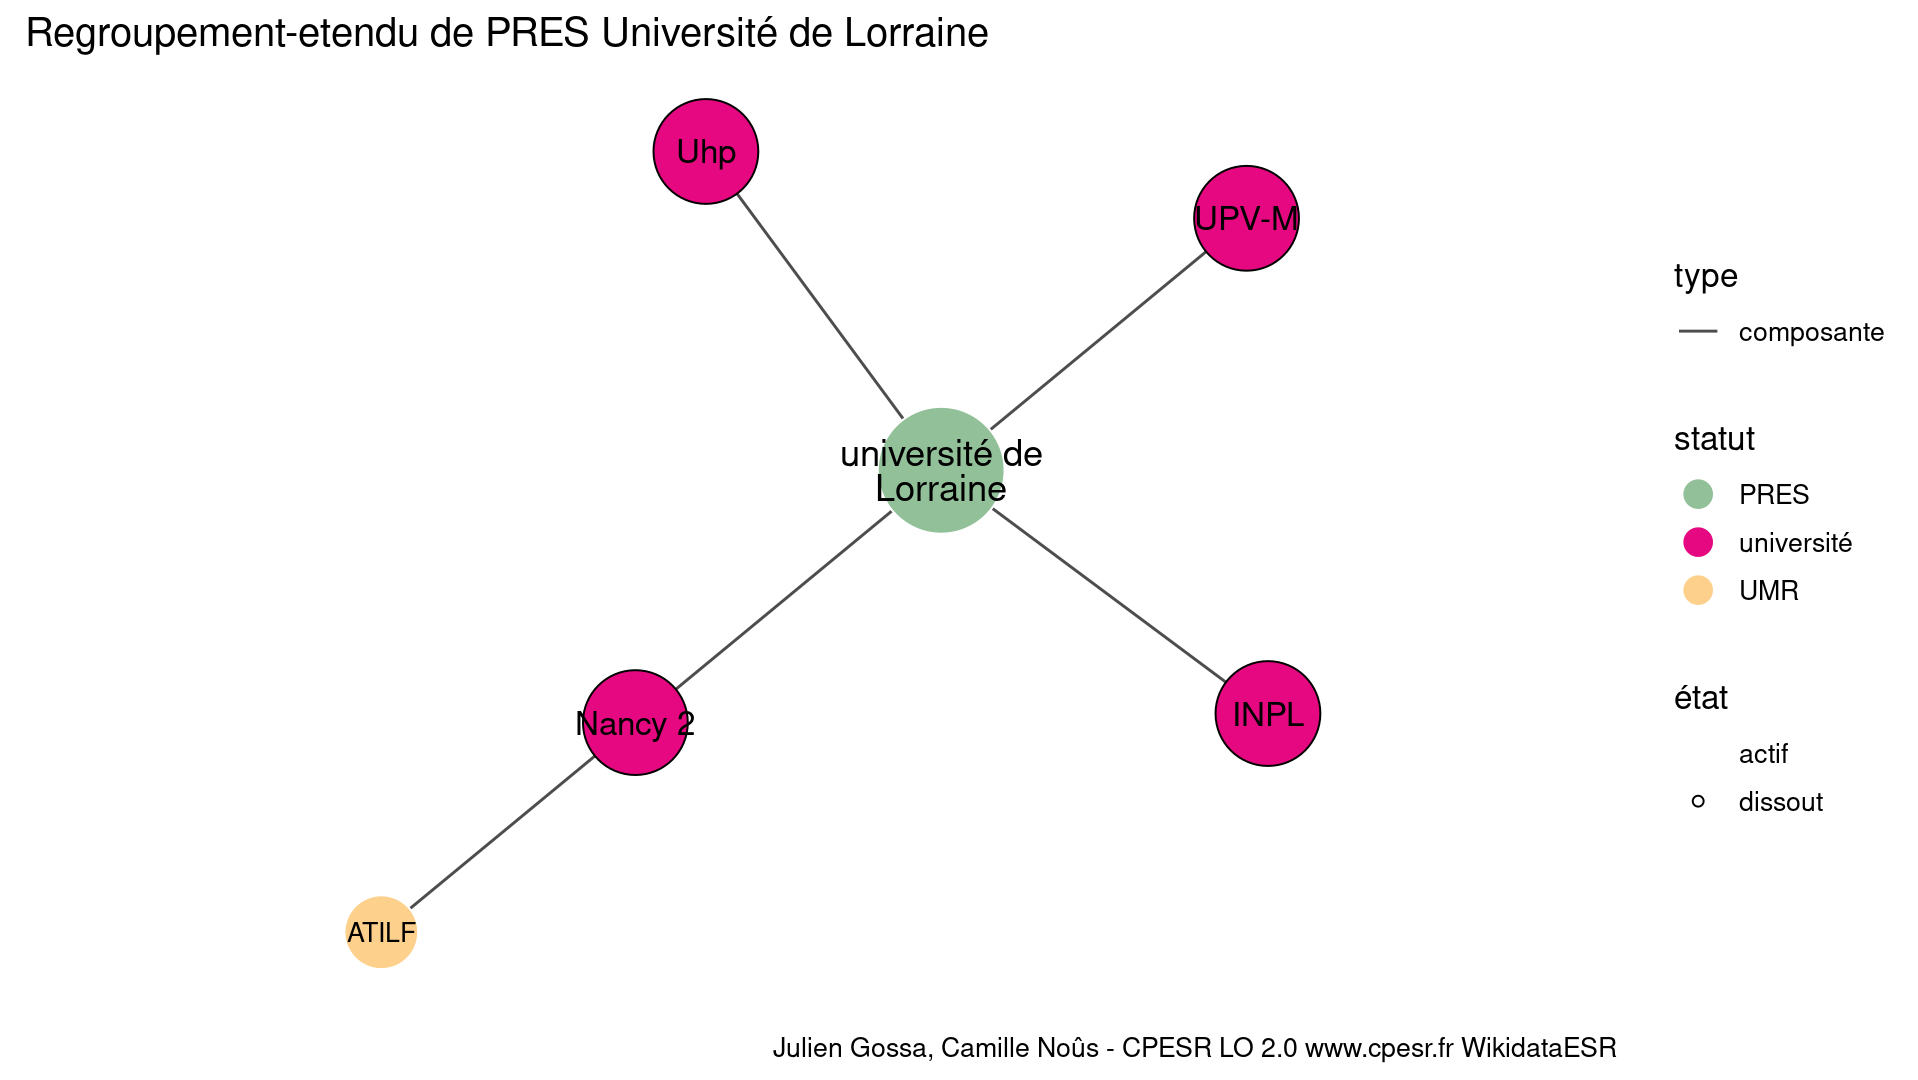 Regroupement-etendu de PRES Université de Lorraine
Uhp
UPV-M
université de
Lorraine
Nancy 2
INPL
ATILF
type
composante
statut
PRES
université
UMR
état
actif
dissout
Julien Gossa, Camille Noûs - CPESR LO 2.0 www.cpesr.fr WikidataESR